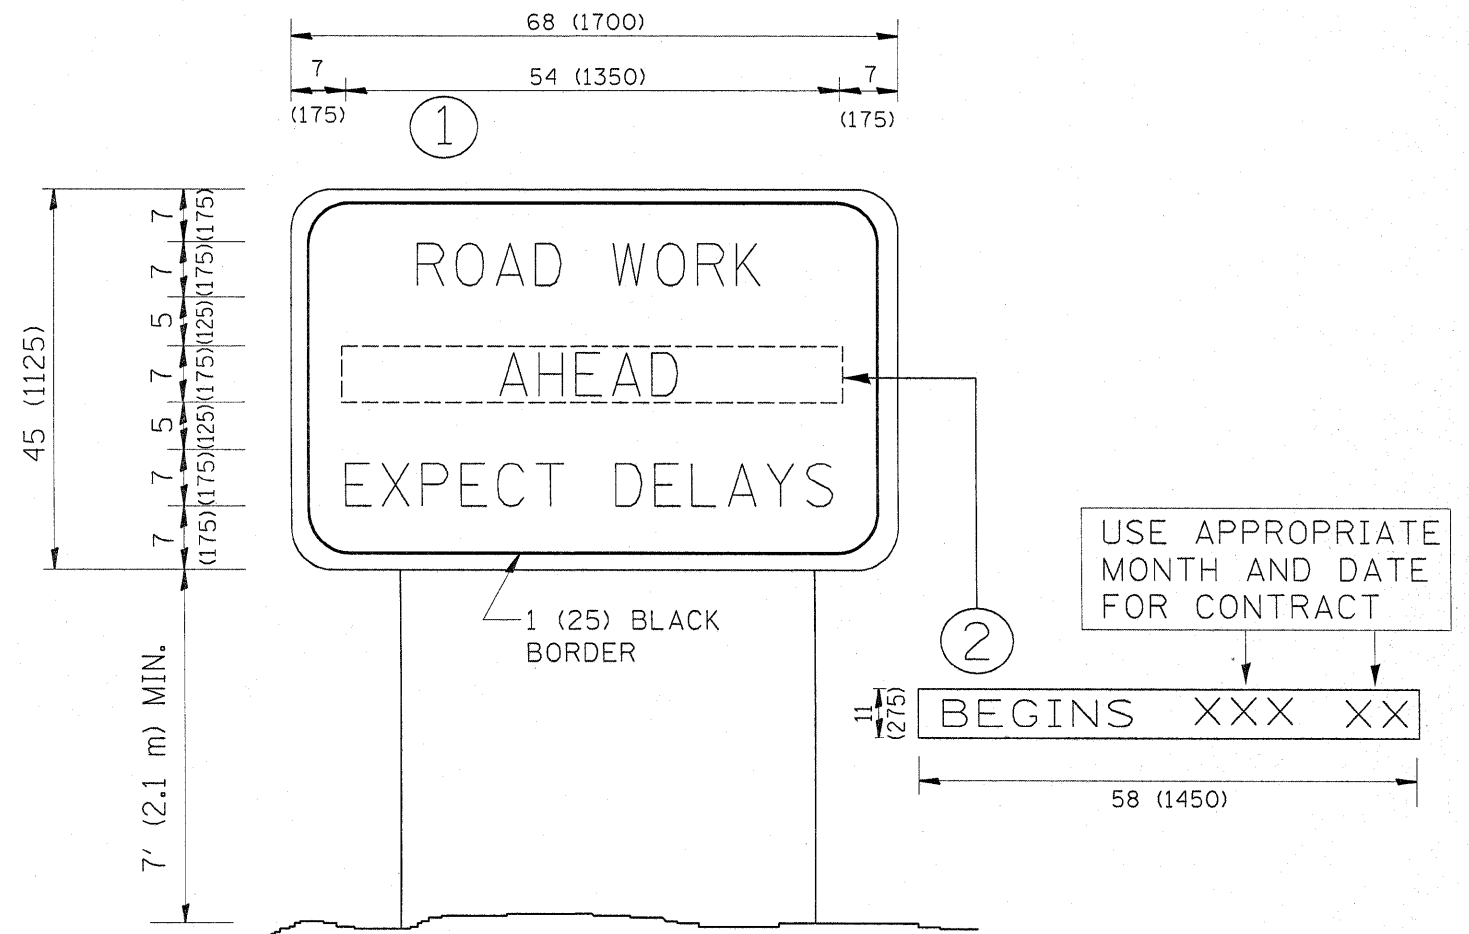 68 (1700)
7
54 (1350)
7
(175)
(175)
1
45 (1125)
7
(175)
7
(175)
5
(125)
7
(175)
5
(125)
7
(175)
7
(175)
ROAD WORK
AHEAD
EXPECT DELAYS
1 (25) BLACK
BORDER
7' (2.1 m) MIN.
2
USE APPROPRIATE
MONTH AND DATE
FOR CONTRACT
11
(275)
BEGINS XXX XX
58 (1450)